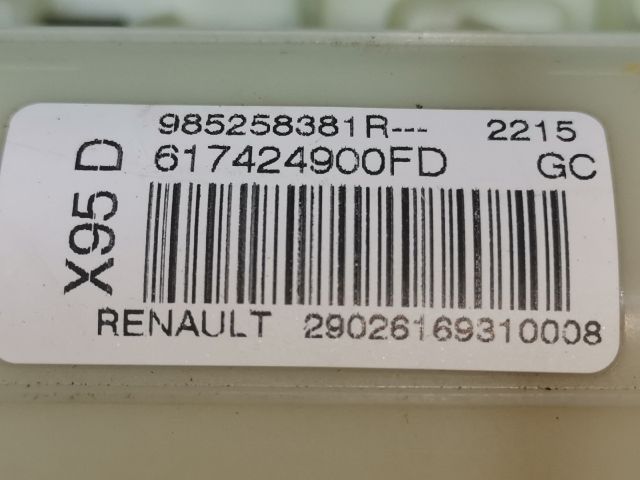 985258381R--- 2215
617424900FD GC
X95 D
RENAULT 29026169310008